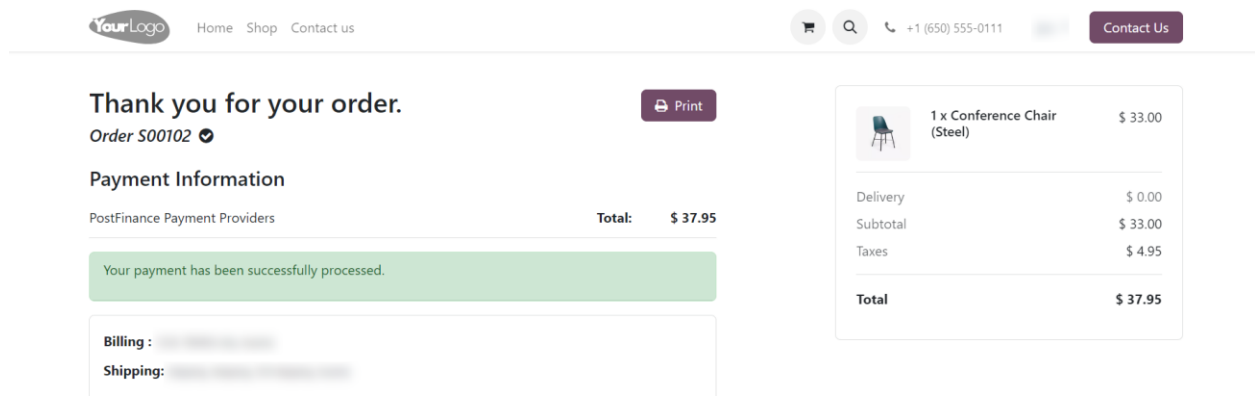 YourLogo
Home Shop Contact us
+1 (650) 555-0111
Contact Us
Thank you for your order.
Print
Order S00102
Payment Information
PostFinance Payment Providers Total: $ 37.95
Your payment has been successfully processed.
Billing :
Shipping:
1 x Conference Chair $ 33.00
(Steel)
Delivery $ 0.00
Subtotal $ 33.00
Taxes $ 4.95
Total $ 37.95